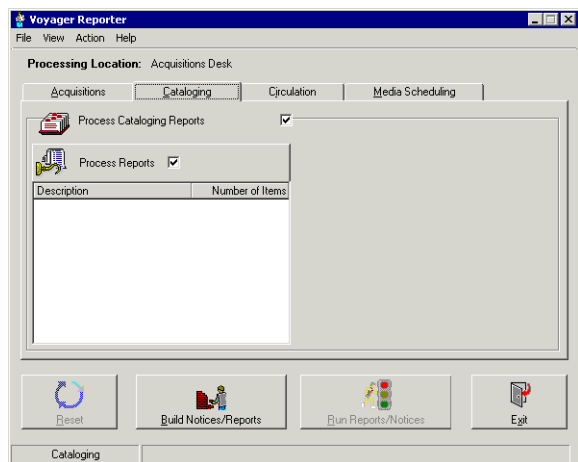 Voyager Reporter
File View Action Help
Processing Location: Acquisitions Desk
Acquisitions Cataloging Circulation Media Scheduling
Process Cataloging Reports
Process Reports
Description Number of Items
Reset Build Notices/Reports Run Reports/Notices Exit
Cataloging